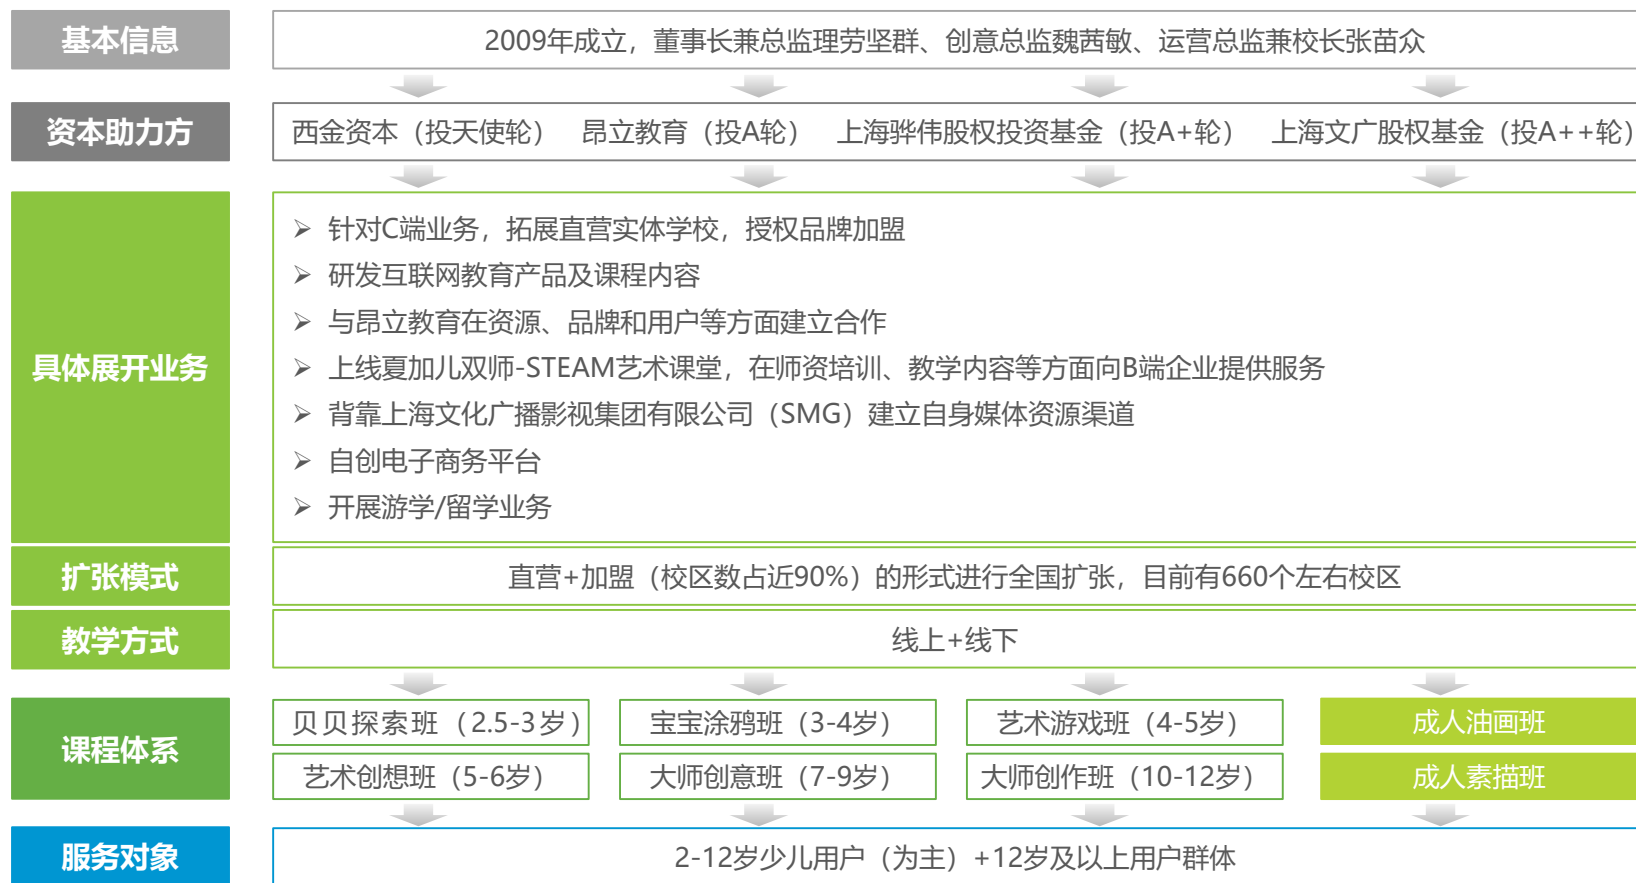 基本信息
2009年成立，董事长兼总监理劳坚群、创意总监魏茜敏、运营总监兼校长张苗众
资本助力方
西金资本（投天使轮） 昂立教育（投A轮） 上海骅伟股权投资基金（投A+轮） 上海文广股权基金（投A++轮）
具体展开业务
➢ 针对C端业务，拓展直营实体学校，授权品牌加盟
➢ 研发互联网教育产品及课程内容
➢ 与昂立教育在资源、品牌和用户等方面建立合作
➢ 上线夏加儿双师-STEAM艺术课堂，在师资培训、教学内容等方面向B端企业提供服务
➢ 背靠上海文化广播影视集团有限公司（SMG）建立自身媒体资源渠道
➢ 自创电子商务平台
➢ 开展游学/留学业务
扩张模式
直营+加盟（校区数占近90%）的形式进行全国扩张，目前有660个左右校区
教学方式
线上+线下
课程体系
贝贝探索班（2.5-3岁） 宝宝涂鸦班（3-4岁） 艺术游戏班（4-5岁） 成人油画班
艺术创想班（5-6岁） 大师创意班（7-9岁） 大师创作班（10-12岁） 成人素描班
服务对象
2-12岁少儿用户（为主）+12岁及以上用户群体